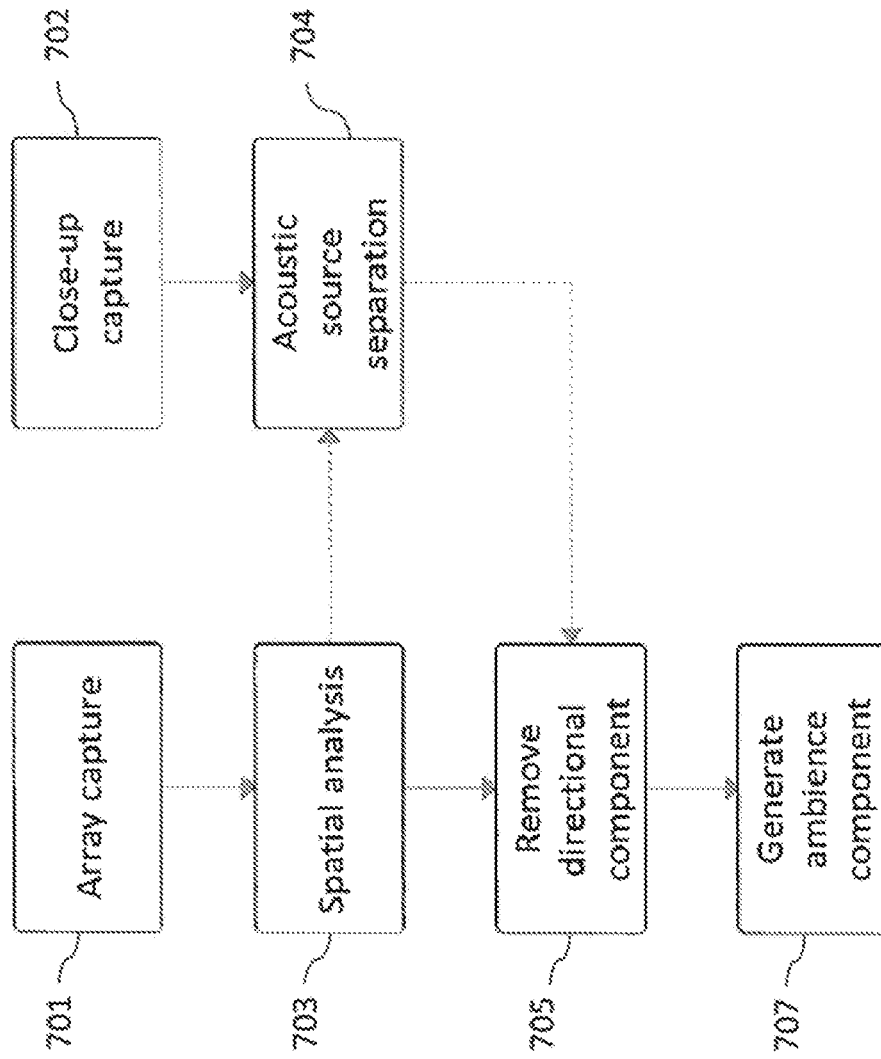 701
Array capture
Close-up
capture
702
703
Spatial analysis
Acoustic
source
separation
704
705
Remove
directional
component
707
Generate
ambience
component